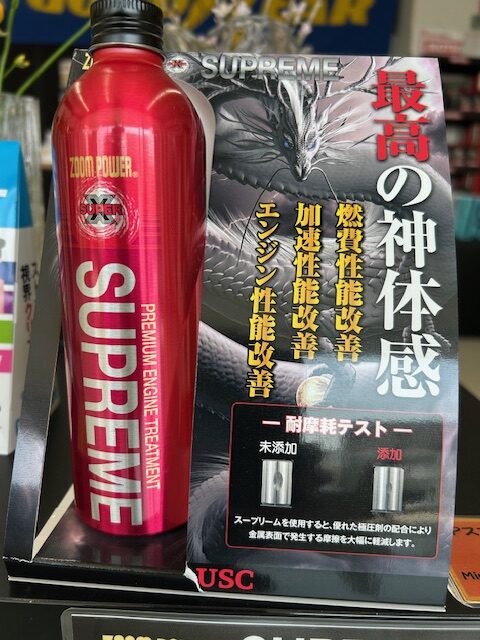 GOODYEAR
ZOOM POWER®
SUPER
X
SUPREME
PREMIUM ENGINE TREATMENT
SUPREME
最高の神体感
燃費性能改善
加速性能改善
エンジン性能改善
ー 耐摩耗テスト ー
未添加
添加
スープリームを使用すると、優れた極圧剤の配合により
金属表面で発生する摩擦を大幅に軽減します。
USC